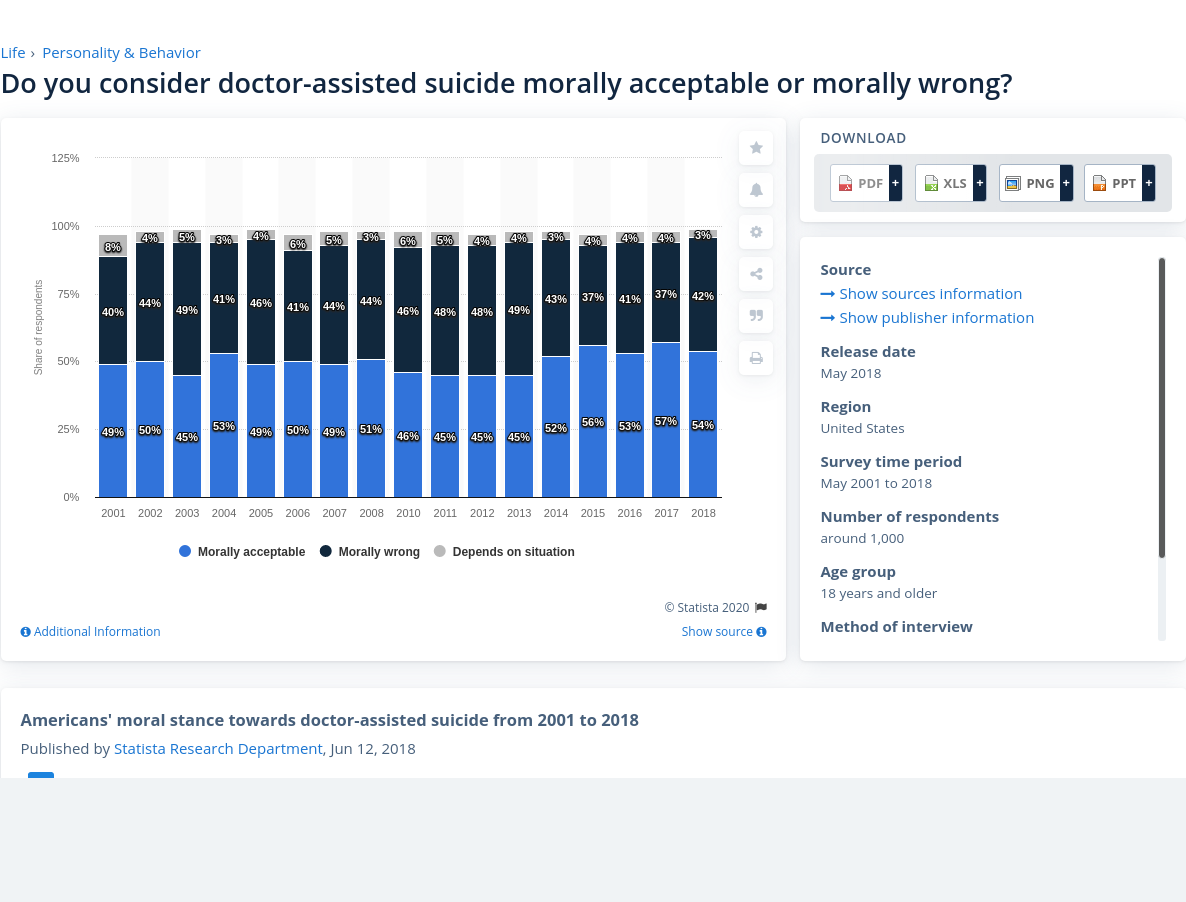 Life › Personality & Behavior
Do you consider doctor-assisted suicide morally acceptable or morally wrong?
125%
100%
75%
50%
25%
0%
Share of respondents
8% 4% 5% 3% 4% 6% 5% 3% 6% 5% 4% 4% 3% 4% 4% 4% 3%
40% 44% 49% 41% 46% 41% 44% 44% 46% 48% 48% 49% 43% 37% 41% 37% 42%
49% 50% 45% 53% 49% 50% 49% 51% 46% 45% 45% 45% 52% 56% 53% 57% 54%
2001 2002 2003 2004 2005 2006 2007 2008 2010 2011 2012 2013 2014 2015 2016 2017 2018
Morally acceptable Morally wrong Depends on situation
© Statista 2020
Additional Information Show source
DOWNLOAD
PDF + XLS + PNG + PPT +
Source
Show sources information
Show publisher information
Release date
May 2018
Region
United States
Survey time period
May 2001 to 2018
Number of respondents
around 1,000
Age group
18 years and older
Method of interview
Americans' moral stance towards doctor-assisted suicide from 2001 to 2018
Published by Statista Research Department, Jun 12, 2018